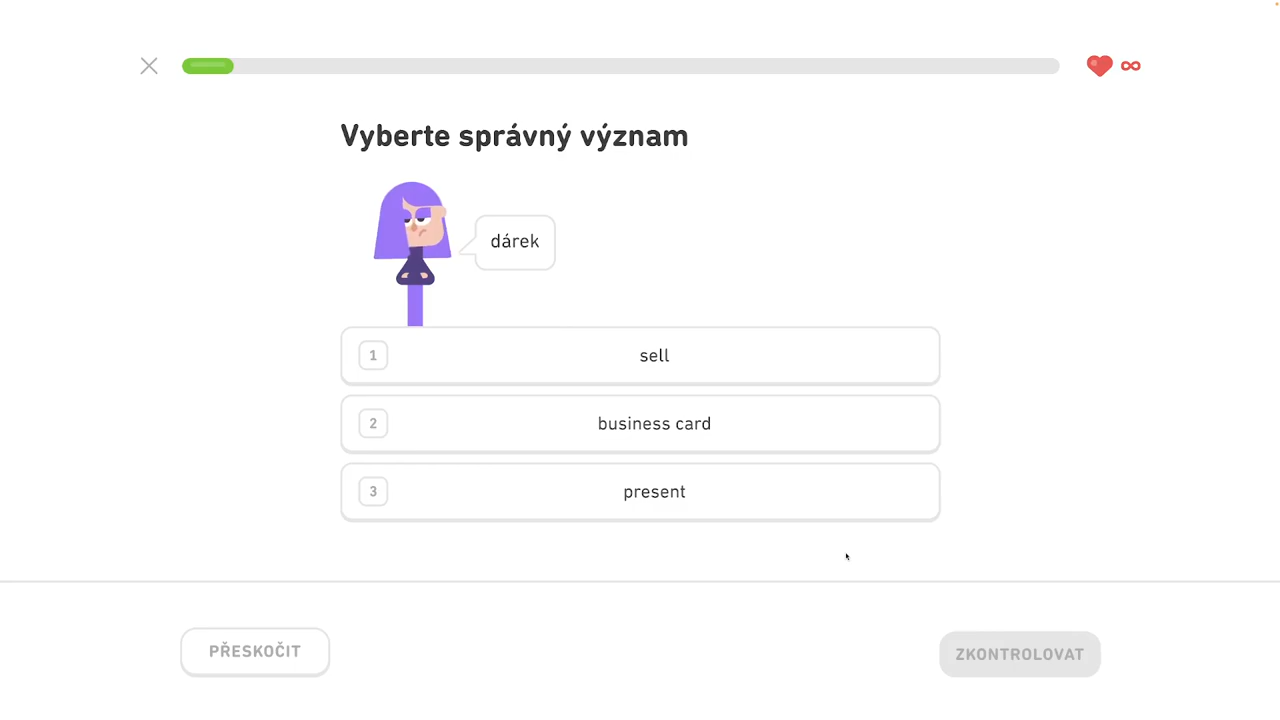 Vyberte správný význam
dárek
1 sell
2 business card
3 present
PŘESKOČIT
ZKONTROLOVAT